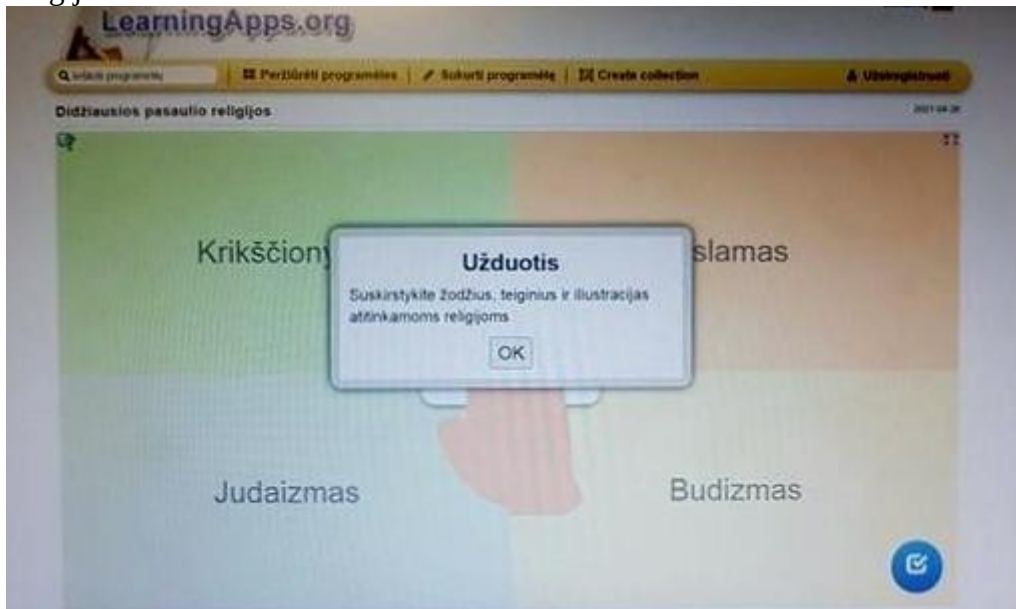 LearningApps.org
Peržiūrėti programėles Sukurti programėlę Create collection
Didžiausios pasaulio religijos
Krikščiony
slamas
Užduotis
Suskirstykite žodžius, teiginius ir iliustracijas
atitinkamoms religijoms
OK
Judaizmas
Budizmas